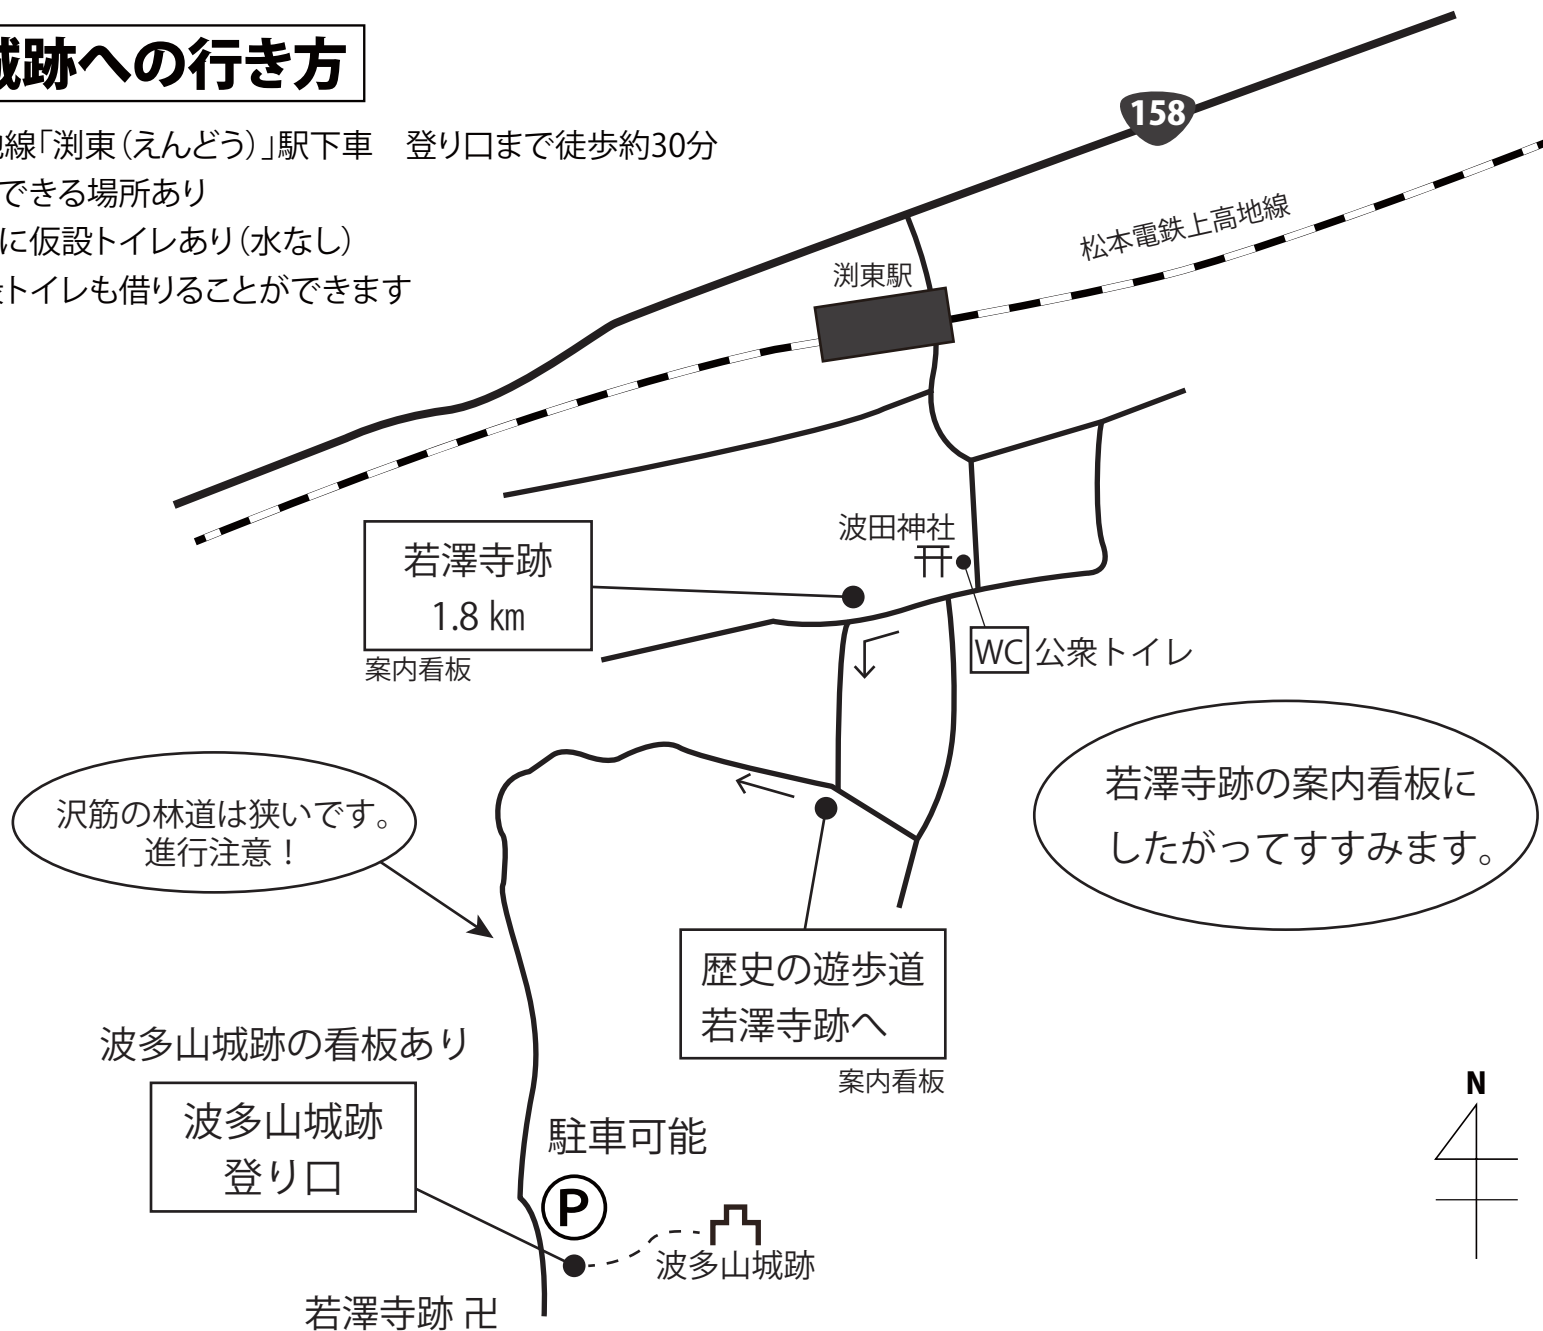 城跡への行き方
地線「渕東（えんどう）」駅下車　登り口まで徒歩約30分
できる場所あり
に仮設トイレあり（水なし）
トイレも借りることができます
158
松本電鉄上高地線
渕東駅
波田神社
若澤寺跡
1.8 ㎞
案内看板
WC 公衆トイレ
若澤寺跡の案内看板に
したがってすすみます。
沢筋の林道は狭いです。
進行注意！
歴史の遊歩道
若澤寺跡へ
案内看板
波多山城跡の看板あり
波多山城跡
登り口
駐車可能
P
波多山城跡
若澤寺跡 卍
N